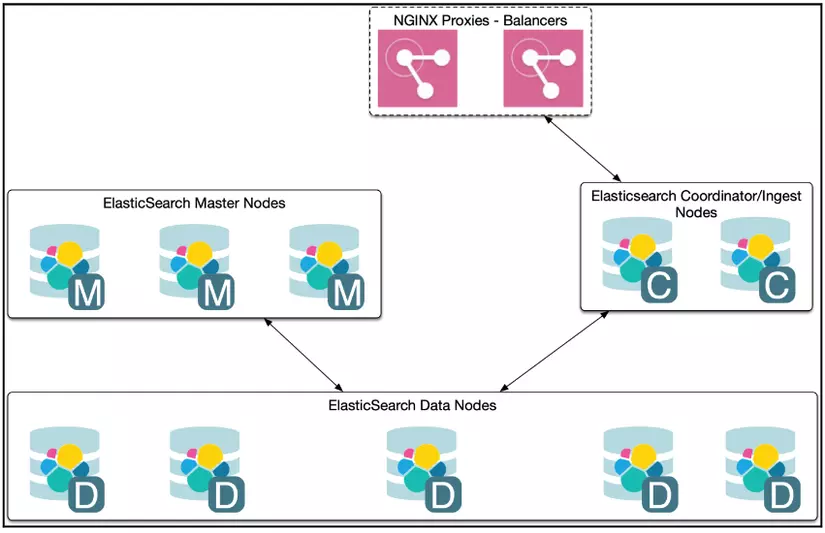 NGINX Proxies - Balancers
ElasticSearch Master Nodes
M
M
M
Elasticsearch Coordinator/Ingest
Nodes
C
C
ElasticSearch Data Nodes
D
D
D
D
D